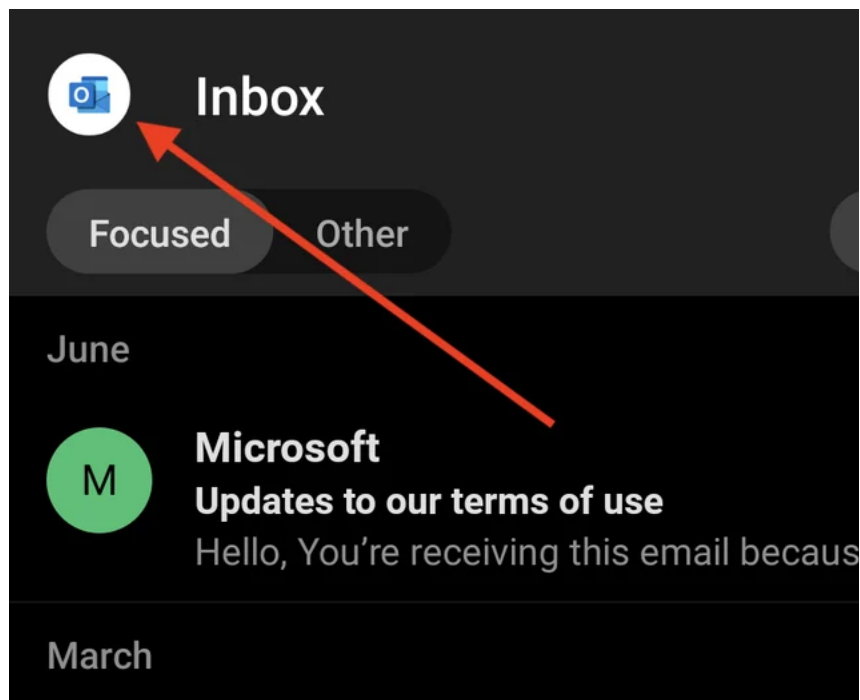 Inbox
Focused Other
June
M
Microsoft
Updates to our terms of use
Hello, You’re receiving this email becaus
March